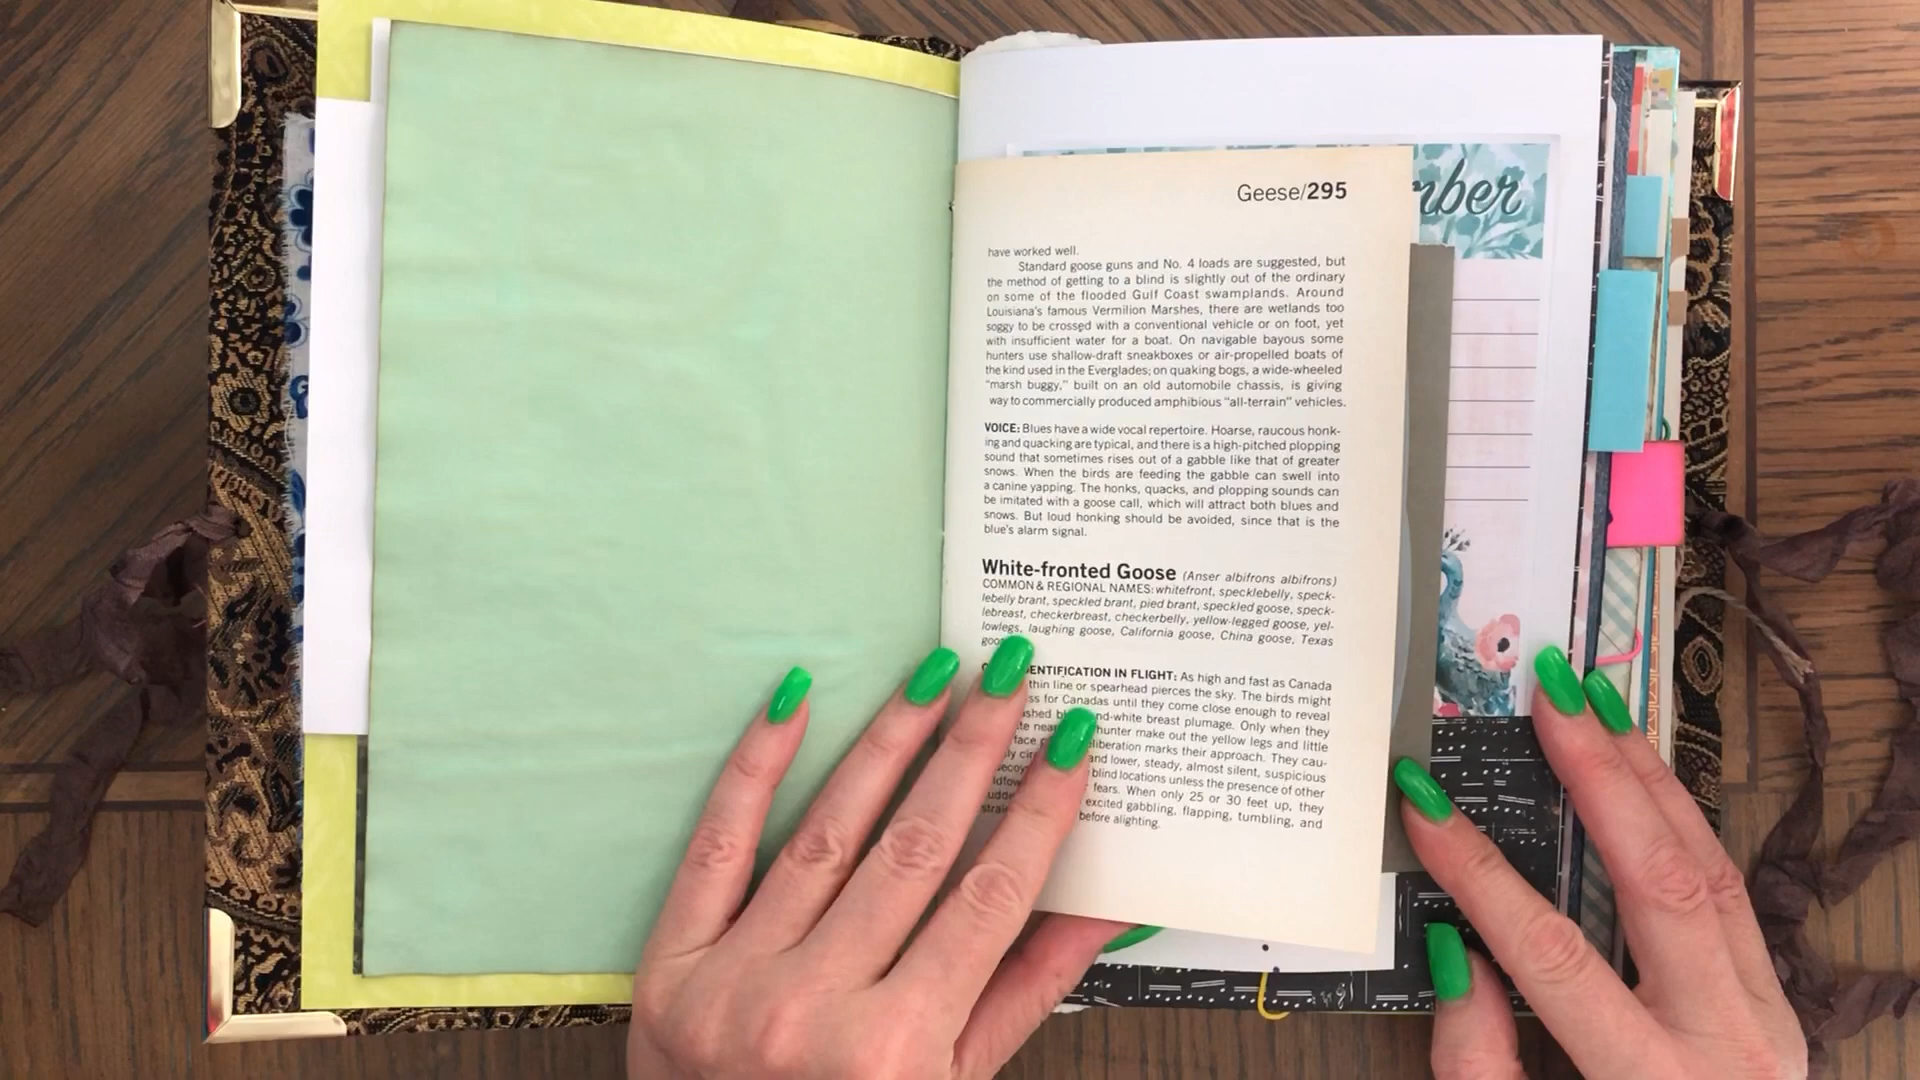 mber
Geese/295
have worked well.
Standard goose guns and No. 4 loads are suggested, but
the method of getting to a blind is slightly out of the ordinary
on some of the flooded Gulf Coast swamplands. Around
Louisiana's famous Vermilion Marshes, there are wetlands too
soggy to be crossed with a conventional vehicle or on foot, yet
with insufficient water for a boat. On navigable bayous some
hunters use shallow-draft sneakboxes or air-propelled boats of
the kind used in the Everglades; on quaking bogs, a wide-wheeled
"marsh buggy," built on an old automobile chassis, is giving
way to commercially produced amphibious "all-terrain" vehicles.
VOICE: Blues have a wide vocal repertoire. Hoarse, raucous honk-
ing and quacking are typical, and there is a high-pitched plopping
sound that sometimes rises out of a gabble like that of greater
snows. When the birds are feeding the gabble can swell into
a canine yapping. The honks, quacks, and plopping sounds can
be imitated with a goose call, which will attract both blues and
snows. But loud honking should be avoided, since that is the
blue's alarm signal.
White-fronted Goose (Anser albifrons albifrons)
COMMON & REGIONAL NAMES: whitefront, specklebelly, speck-
lebelly brant, speckled brant, pied brant, speckled goose, speck-
lebreast, checkerbreast, checkerbelly, yellow-legged goose, yel-
lowlegs, laughing goose, California goose, China goose, Texas
IN FLIGHT: As high and fast as Canada
thin line or spearhead pierces the sky. The birds might
for Canadas until they come close enough to reveal
breast plumage. Only when they
hunter make out the yellow legs and little
face marks their approach. They cau-
and lower, steady, almost silent, suspicious
blind locations unless the presence of other
fears. When only 25 or 30 feet up, they
excited gabbling, flapping, tumbling, and
before alighting.